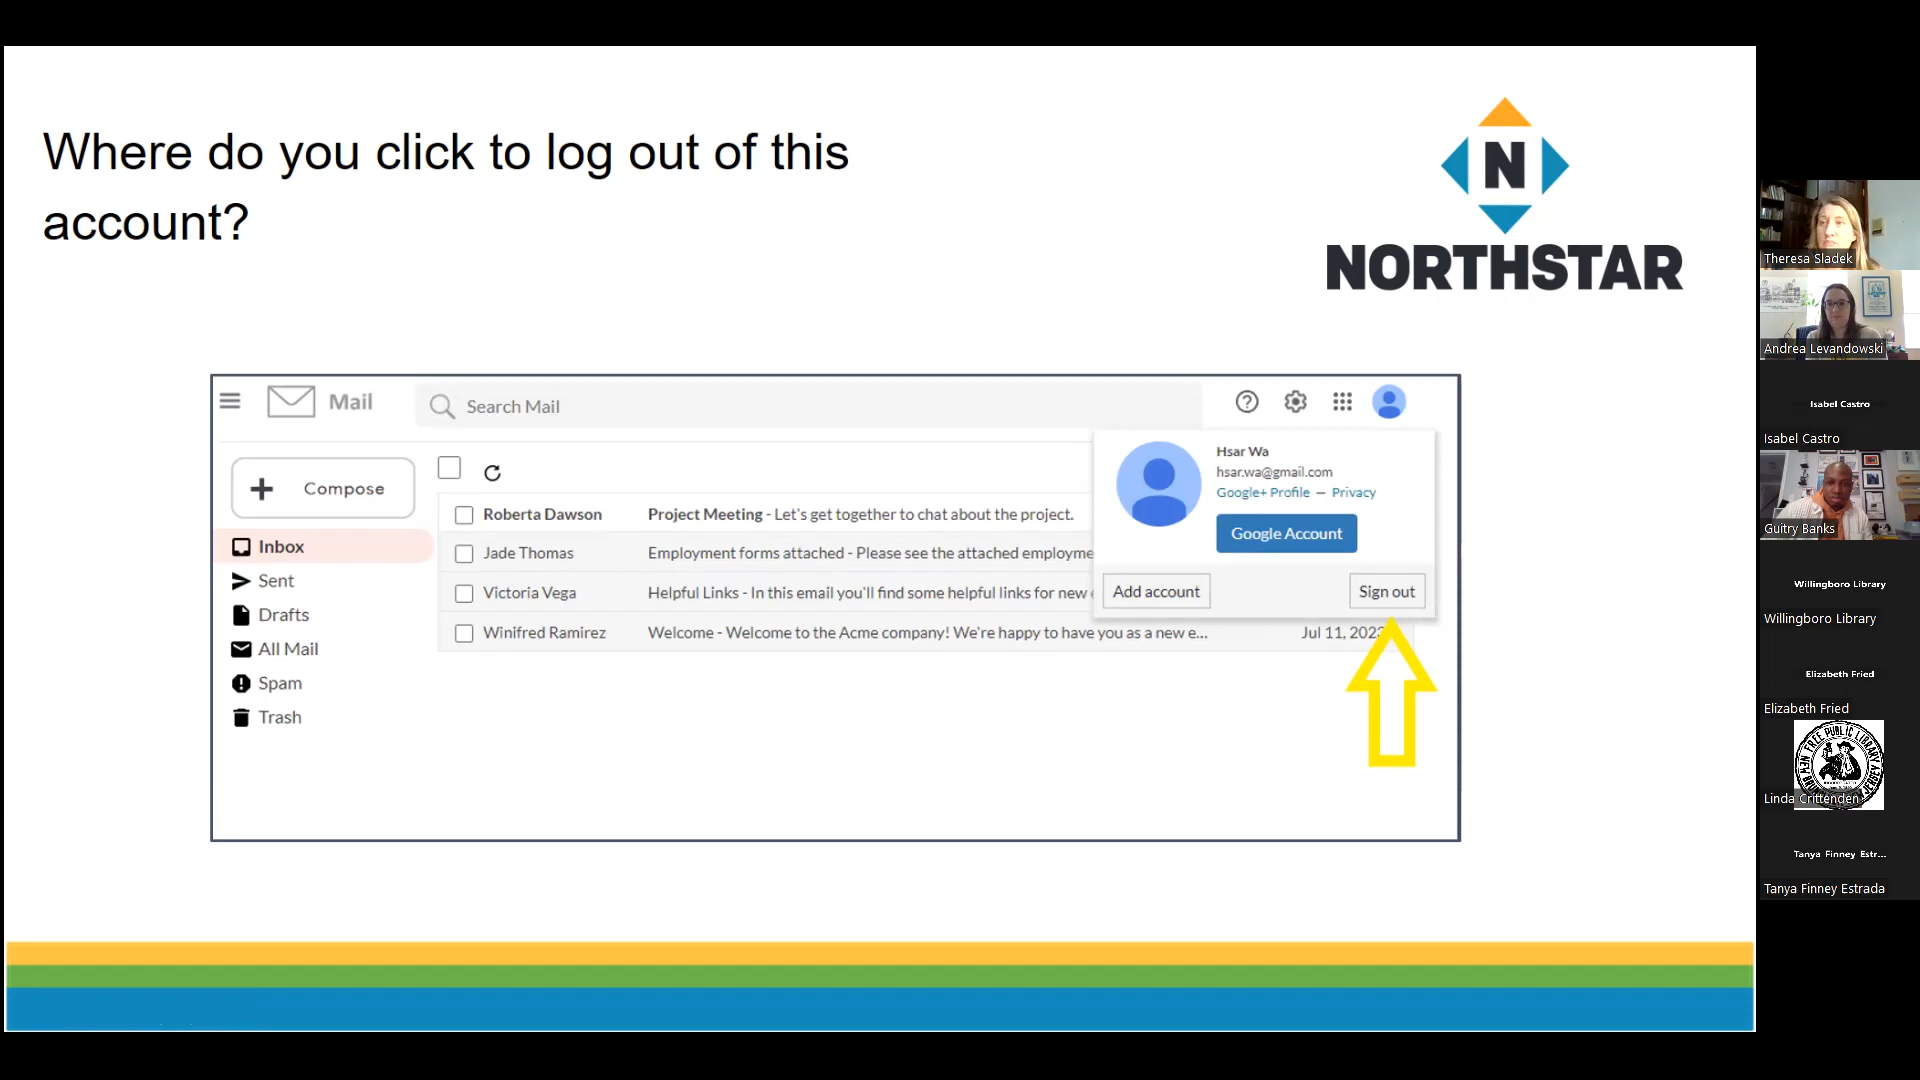 Where do you click to log out of this
account?
N
NORTHSTAR
Mail
Search Mail
Hsar Wa
hsar.wa@gmail.com
Google+ Profile — Privacy
Google Account
Add account
Sign out
Compose
Inbox
Sent
Drafts
All Mail
Spam
Trash
Roberta Dawson Project Meeting - Let's get together to chat about the project.
Jade Thomas Employment forms attached - Please see the attached employme
Victoria Vega Helpful Links - In this email you'll find some helpful links for new
Winifred Ramirez Welcome - Welcome to the Acme company! We're happy to have you as a new e... Jul 11,
Theresa Sladek
Andrea Levandowski
Isabel Castro
Isabel Castro
Guitry Banks
Willingboro Library
Willingboro Library
Elizabeth Fried
Elizabeth Fried
FREE PUBLIC LIBRARY
Linda Crittenden
Tanya Finney Estr...
Tanya Finney Estrada